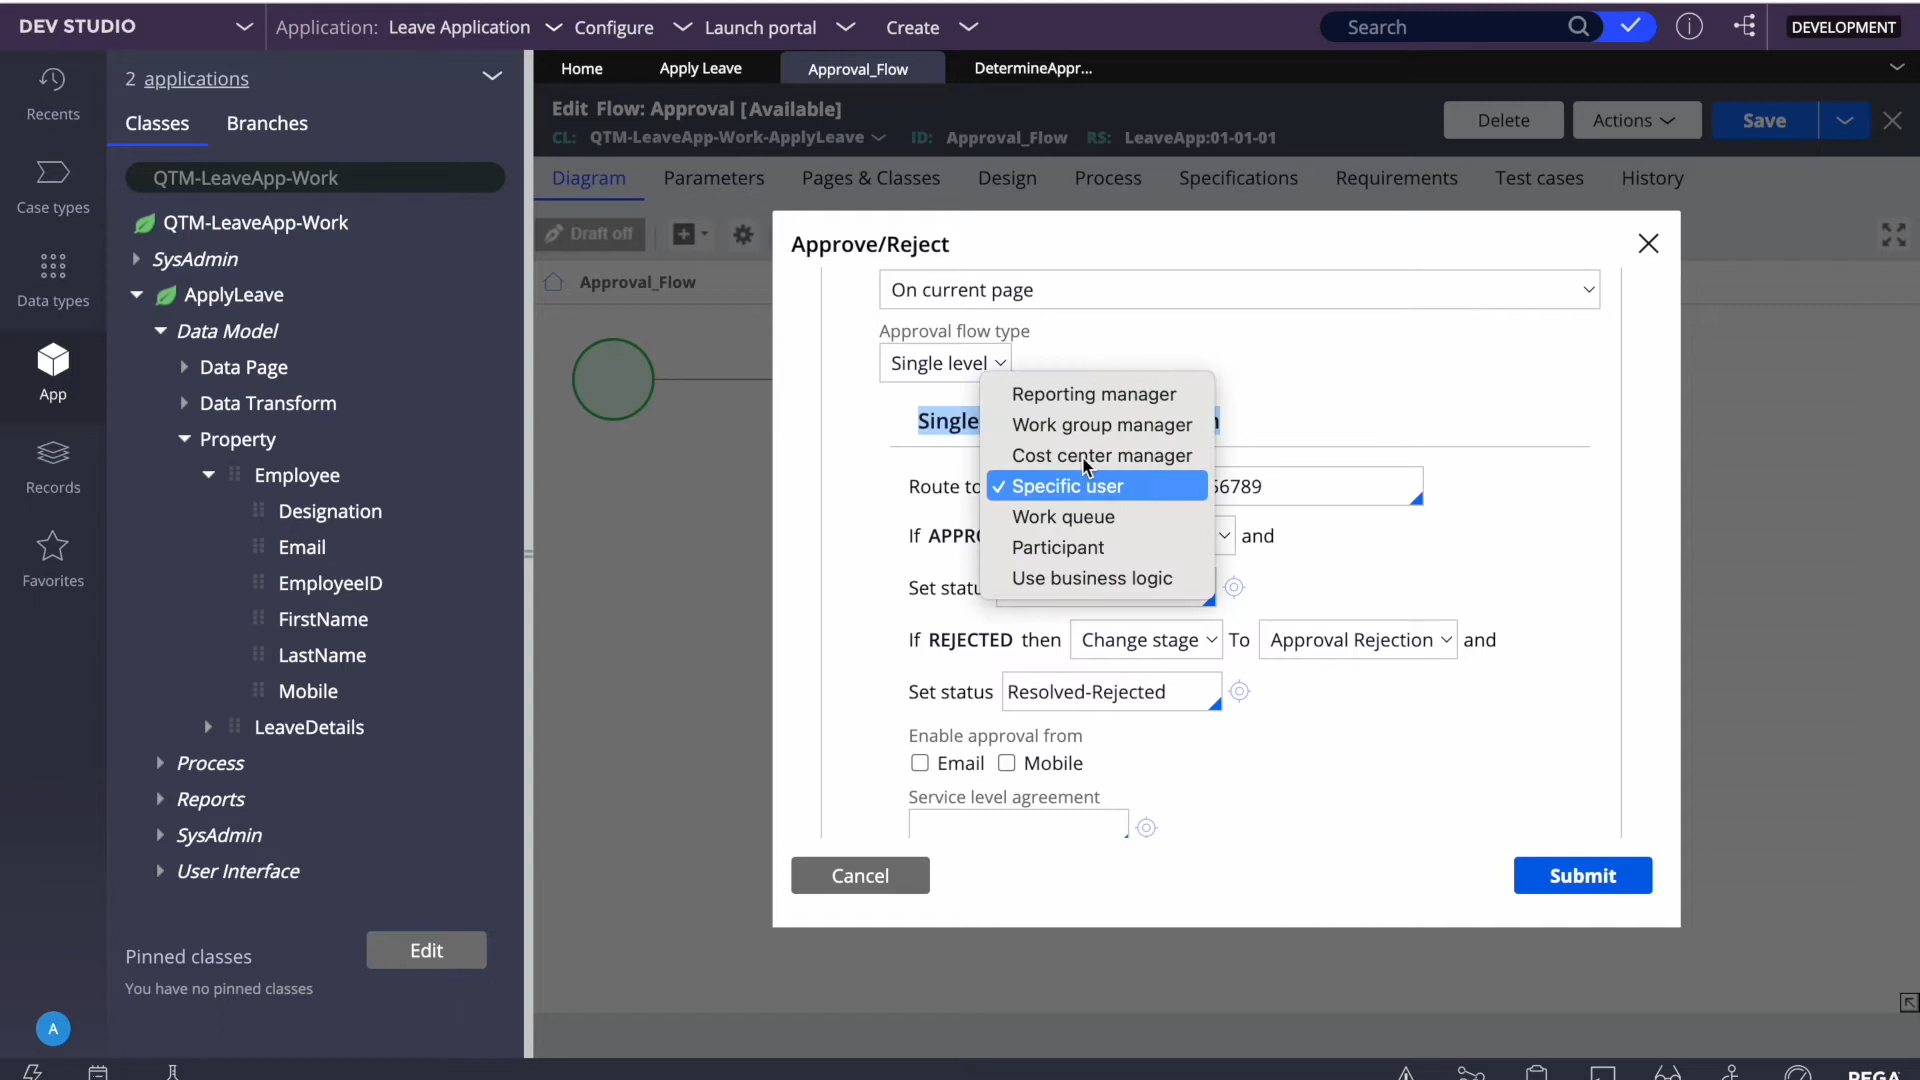 DEV STUDIO
Application: Leave Application
Configure
Launch portal
Create
Search
DEVELOPMENT
Recents
Case types
Data types
App
Records
Favorites
A
2 applications
Classes
Branches
QTM-LeaveApp-Work
QTM-LeaveApp-Work
SysAdmin
ApplyLeave
Data Model
Data Page
Data Transform
Property
Employee
Designation
Email
EmployeeID
FirstName
LastName
Mobile
LeaveDetails
Process
Reports
SysAdmin
User Interface
Pinned classes
Edit
You have no pinned classes
Home
Apply Leave
Approval_Flow
DetermineAppr...
Edit Flow: Approval [Available]
CL: QTM-LeaveApp-Work-ApplyLeave ID: Approval_Flow RS: LeaveApp:01-01-01
Delete
Actions
Save
Diagram
Parameters
Pages & Classes
Design
Process
Specifications
Requirements
Test cases
History
Draft off
Approval_Flow
Approve/Reject
On current page
Approval flow type
Single level
Single
Reporting manager
Work group manager
Cost center manager
Specific user
Work queue
Participant
Use business logic
Route to
56789
If APPRO
and
Set statu
If REJECTED then Change stage To Approval Rejection and
Set status Resolved-Rejected
Enable approval from
Email Mobile
Service level agreement
Cancel
Submit
PEGA